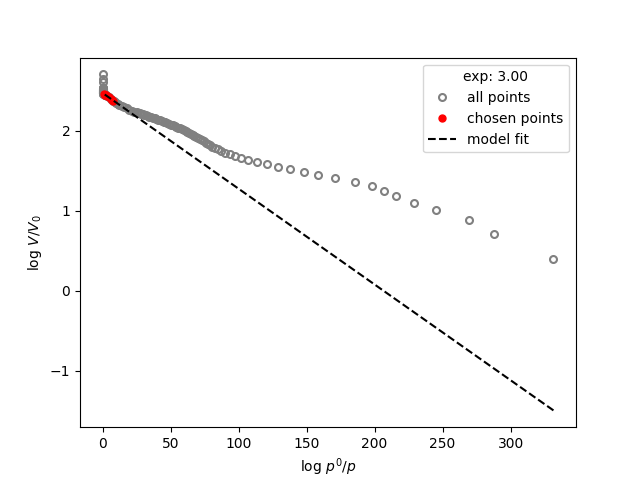 exp: 3.00
all points
chosen points
model fit
2
1
0
−1
log V/V₀
0
50
100
150
200
250
300
log p⁰/p